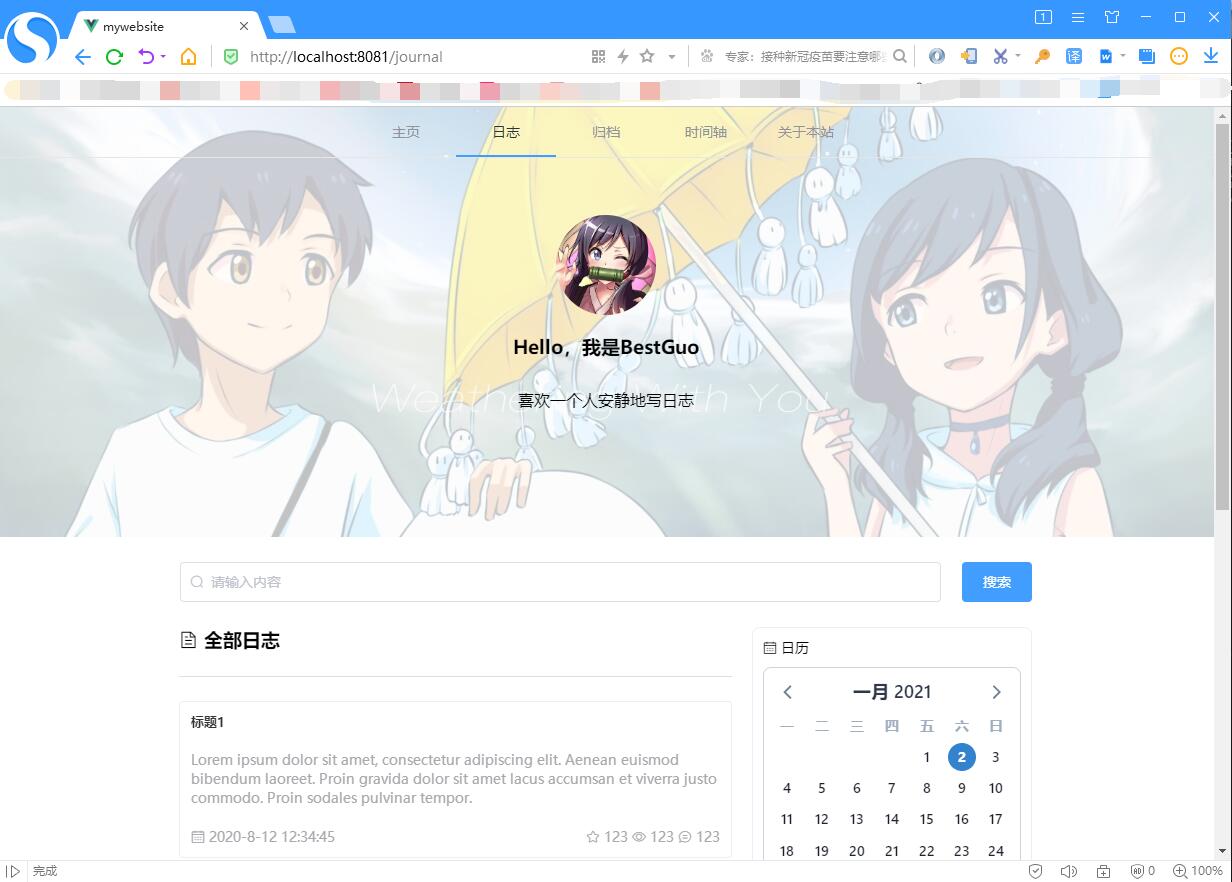 mywebsite
1
http://localhost:8081/journal
专家：接种新冠疫苗要注意哪
译
W
主页 日志 归档 时间轴 关于本站
Hello，我是BestGuo
Weathering With You
喜欢一个人安静地写日志
请输入内容
搜索
全部日志
日历
一月 2021
一 二 三 四 五 六 日
1 2 3
4 5 6 7 8 9 10
11 12 13 14 15 16 17
18 19 20 21 22 23 24
标题1
Lorem ipsum dolor sit amet, consectetur adipiscing elit. Aenean euismod
bibendum laoreet. Proin gravida dolor sit amet lacus accumsan et viverra justo
commodo. Proin sodales pulvinar tempor.
2020-8-12 12:34:45
123 123 123
完成
AD 0
100%